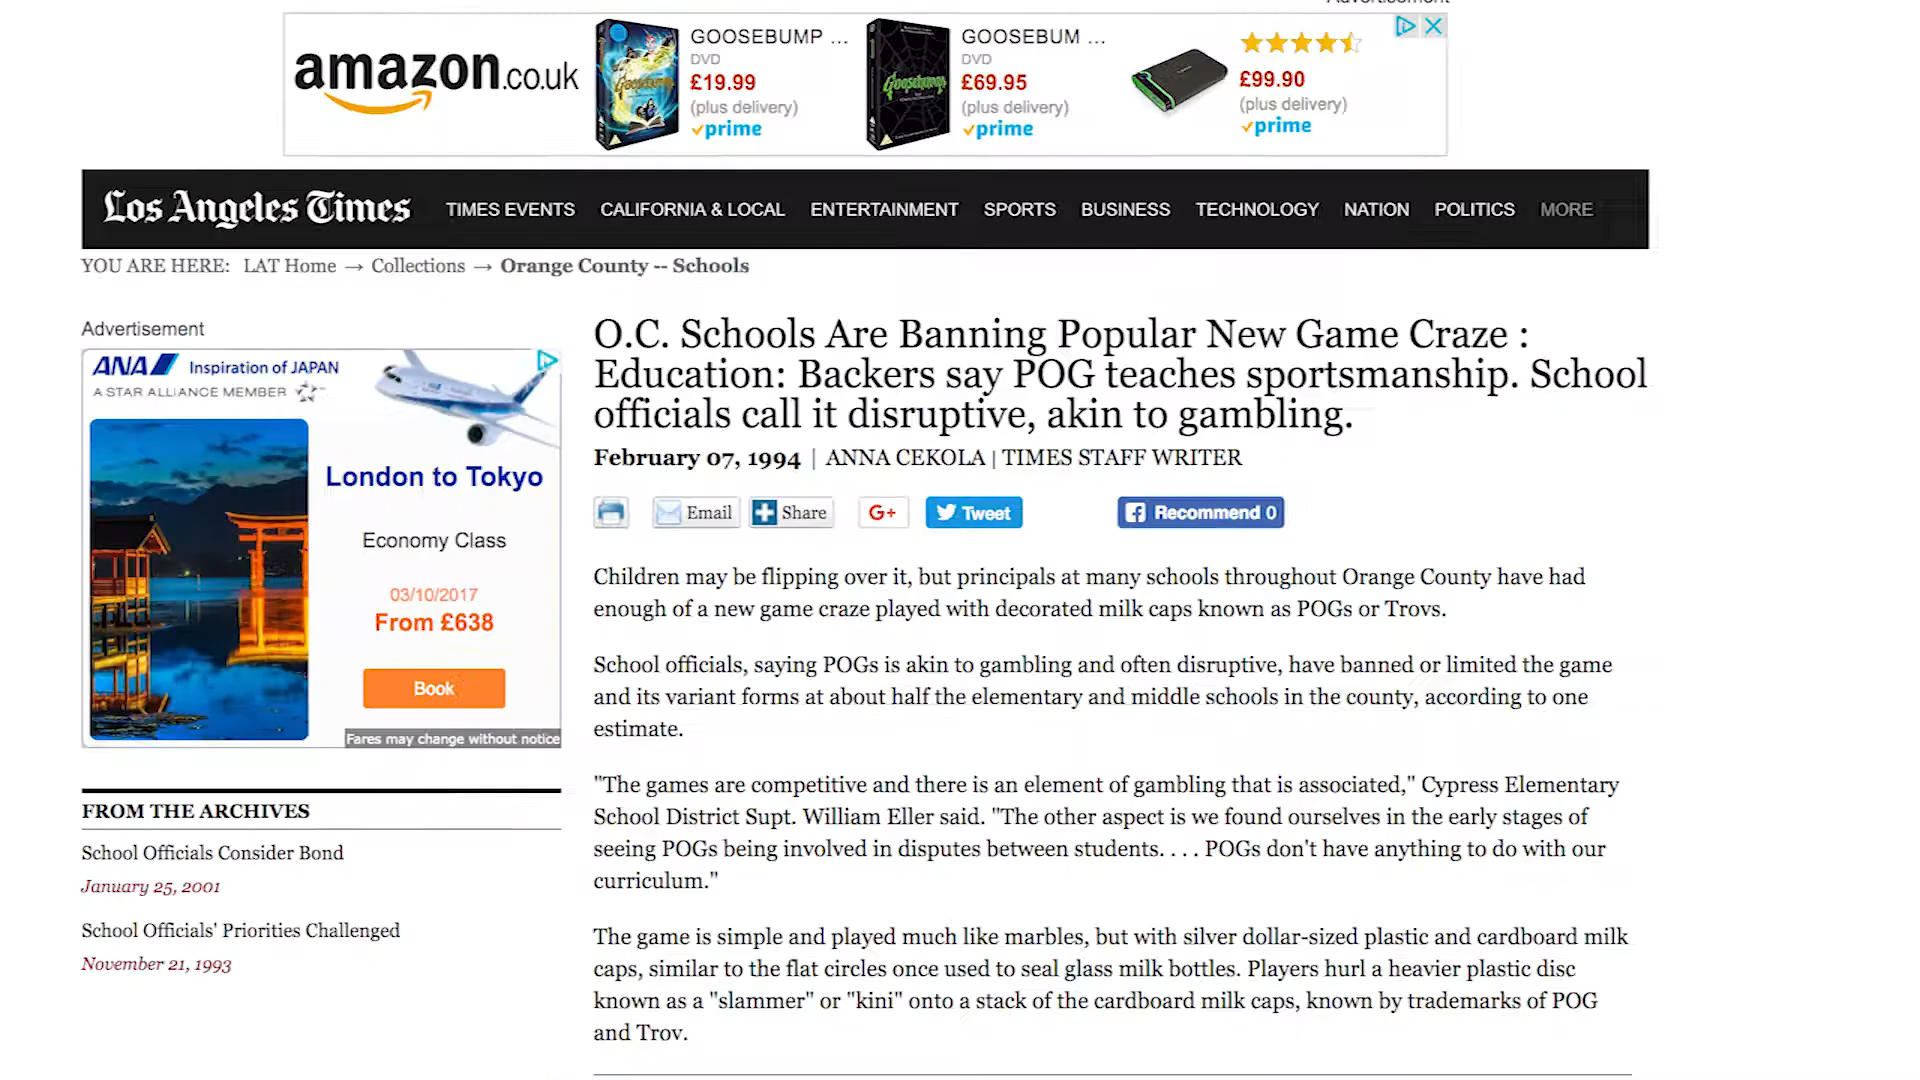 amazon.co.uk
GOOSEBUMP ...
DVD
£19.99
(plus delivery)
prime
GOOSEBUM ...
DVD
£69.95
(plus delivery)
prime
£99.90
(plus delivery)
prime
Los Angeles Times TIMES EVENTS CALIFORNIA & LOCAL ENTERTAINMENT SPORTS BUSINESS TECHNOLOGY NATION POLITICS MORE
YOU ARE HERE: LAT Home → Collections → Orange County -- Schools
Advertisement
ANA Inspiration of JAPAN
A STAR ALLIANCE MEMBER
London to Tokyo
Economy Class
03/10/2017
From £638
Book
Fares may change without notice
FROM THE ARCHIVES
School Officials Consider Bond
January 25, 2001
School Officials' Priorities Challenged
November 21, 1993
O.C. Schools Are Banning Popular New Game Craze :
Education: Backers say POG teaches sportsmanship. School
officials call it disruptive, akin to gambling.
February 07, 1994 | ANNA CEKOLA | TIMES STAFF WRITER
Email Share G+ Tweet Recommend 0
Children may be flipping over it, but principals at many schools throughout Orange County have had
enough of a new game craze played with decorated milk caps known as POGs or Trovs.
School officials, saying POGs is akin to gambling and often disruptive, have banned or limited the game
and its variant forms at about half the elementary and middle schools in the county, according to one
estimate.
"The games are competitive and there is an element of gambling that is associated," Cypress Elementary
School District Supt. William Eller said. "The other aspect is we found ourselves in the early stages of
seeing POGs being involved in disputes between students. . . . POGs don't have anything to do with our
curriculum."
The game is simple and played much like marbles, but with silver dollar-sized plastic and cardboard milk
caps, similar to the flat circles once used to seal glass milk bottles. Players hurl a heavier plastic disc
known as a "slammer" or "kini" onto a stack of the cardboard milk caps, known by trademarks of POG
and Trov.